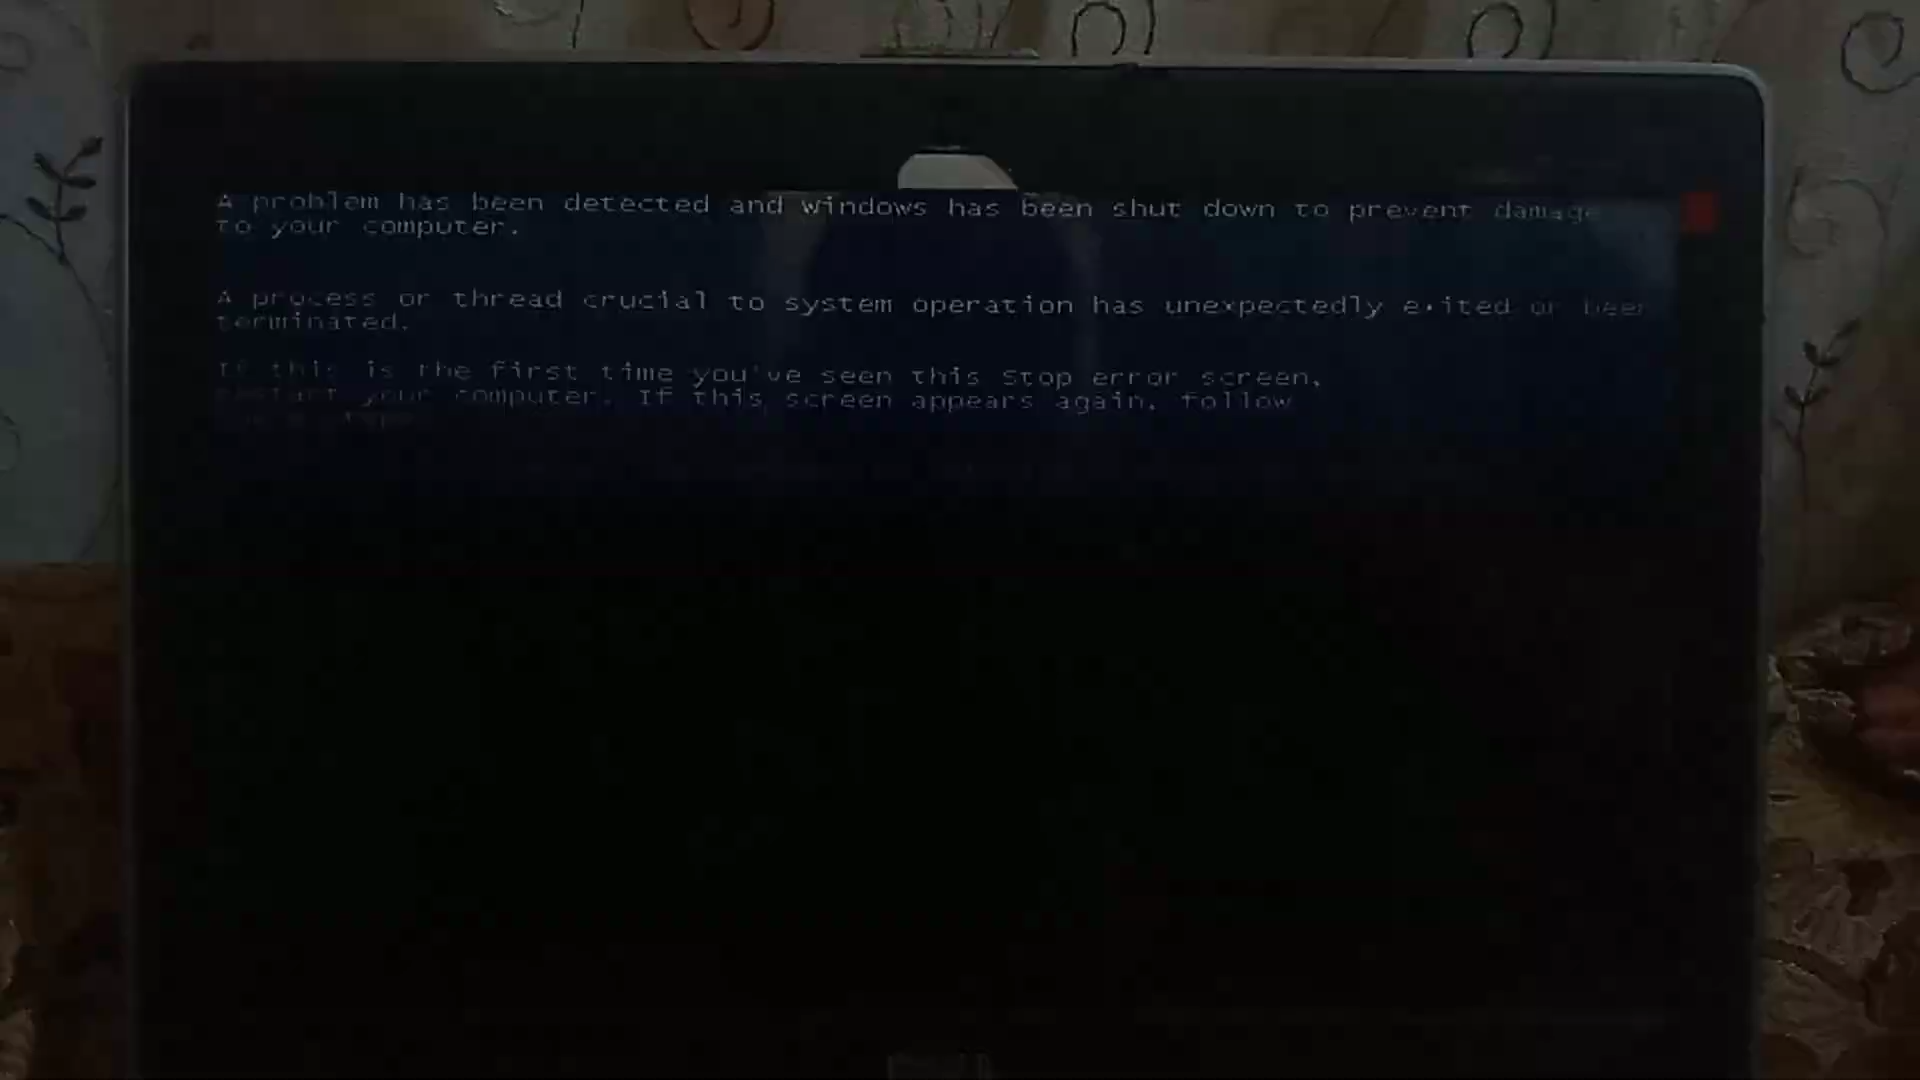 A problem has been detected and windows has been shut down to prevent damage
to your computer.
A process or thread crucial to system operation has unexpectedly exited or been
terminated.
If this is the first time you've seen this Stop error screen,
restart your computer. If this screen appears again, follow